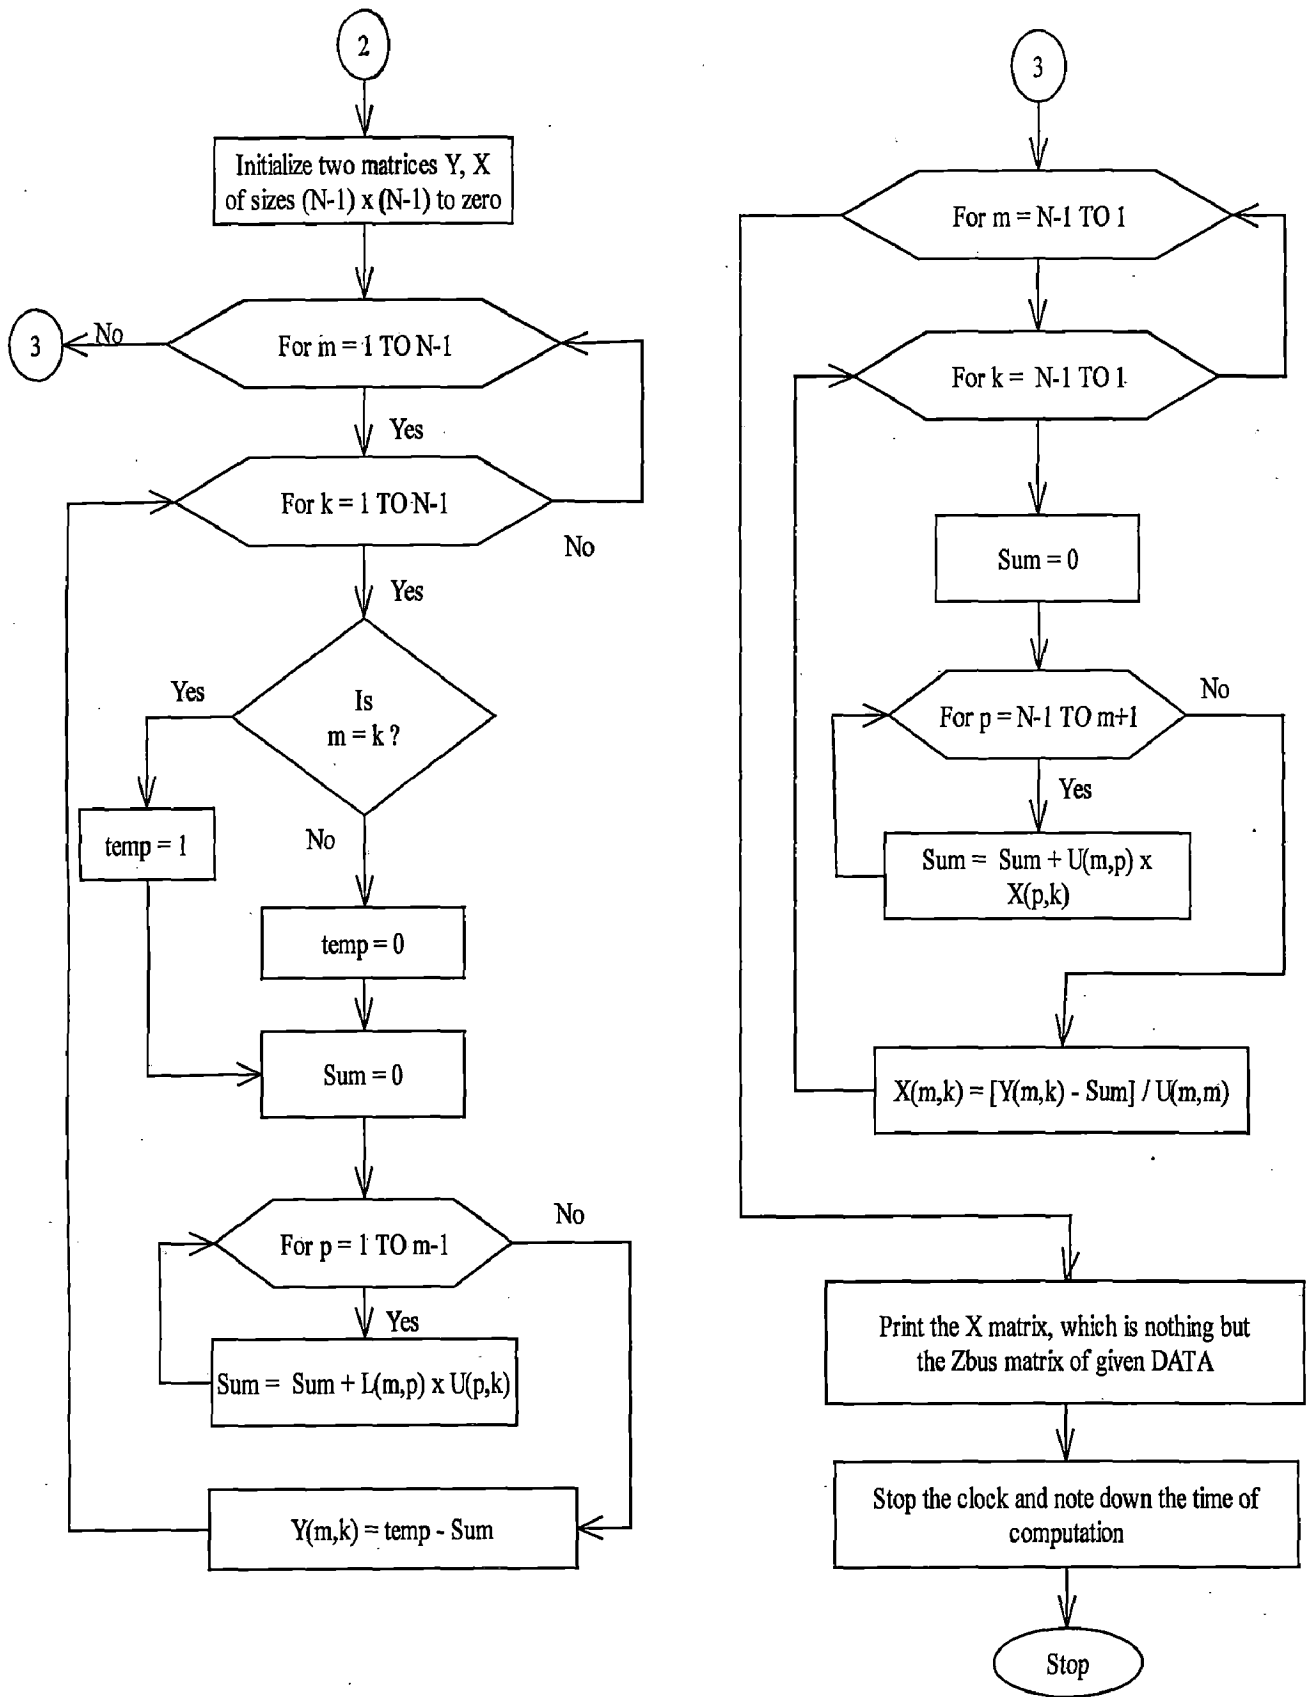 2
Initialize two matrices Y, X
of sizes (N-1) x (N-1) to zero
For m = 1 TO N-1
No
3
Yes
For k = 1 TO N-1
No
Yes
Is
m = k ?
Yes
temp = 1
No
temp = 0
Sum = 0
For p = 1 TO m-1
No
Yes
Sum = Sum + L(m,p) x U(p,k)
Y(m,k) = temp - Sum
3
For m = N-1 TO 1
For k = N-1 TO 1
Sum = 0
For p = N-1 TO m+1
No
Yes
Sum = Sum + U(m,p) x
X(p,k)
X(m,k) = [Y(m,k) - Sum] / U(m,m)
Print the X matrix, which is nothing but
the Zbus matrix of given DATA
Stop the clock and note down the time of
computation
Stop